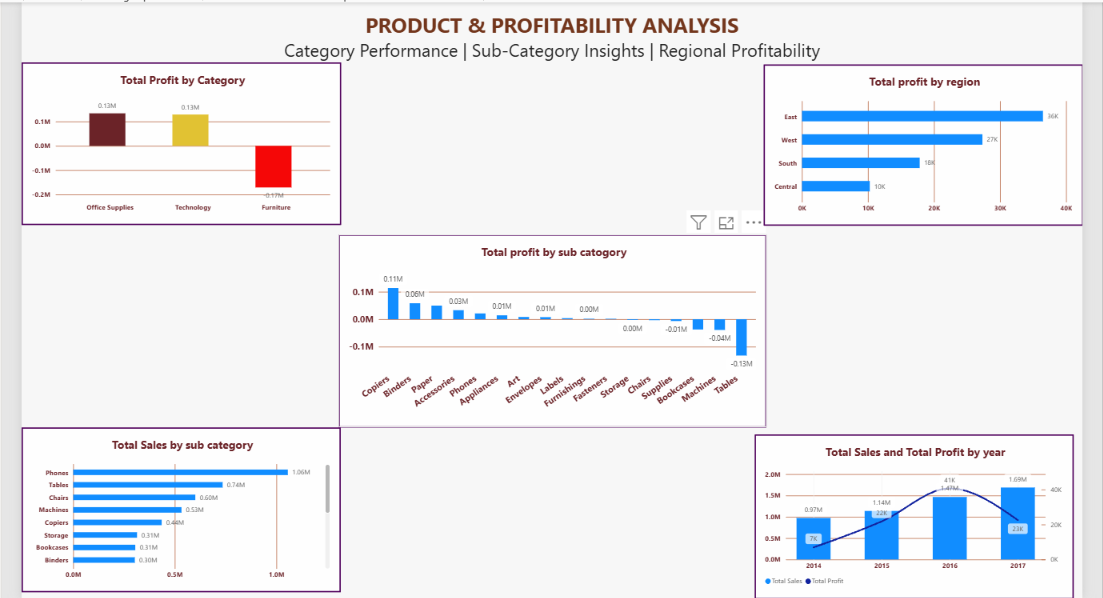 PRODUCT & PROFITABILITY ANALYSIS
Category Performance | Sub-Category Insights | Regional Profitability
Total Profit by Category
0.13M
0.13M
0.1M
0.0M
-0.1M
-0.17M
-0.2M
Office Supplies
Technology
Furniture
Total profit by region
East
36K
West
27K
South
18K
Central
10K
0K
10K
20K
30K
40K
Total profit by sub catogory
0.11M
0.1M
0.06M
0.03M
0.01M
0.01M
0.00M
0.0M
0.00M
-0.01M
-0.04M
-0.1M
-0.13M
Copiers
Binders
Paper
Accessories
Phones
Appliances
Art
Envelopes
Labels
Furnishings
Fasteners
Storage
Chairs
Supplies
Bookcases
Machines
Tables
Total Sales by sub category
Phones
1.06M
Tables
0.74M
Chairs
0.60M
Machines
0.53M
Copiers
0.44M
Storage
0.31M
Bookcases
0.31M
Binders
0.30M
0.0M
0.5M
1.0M
Total Sales and Total Profit by year
2.0M
1.5M
1.0M
0.5M
0.0M
0.97M
1.14M
1.47M
1.69M
7K
22K
41K
23K
40K
20K
0K
2014
2015
2016
2017
Total Sales
Total Profit